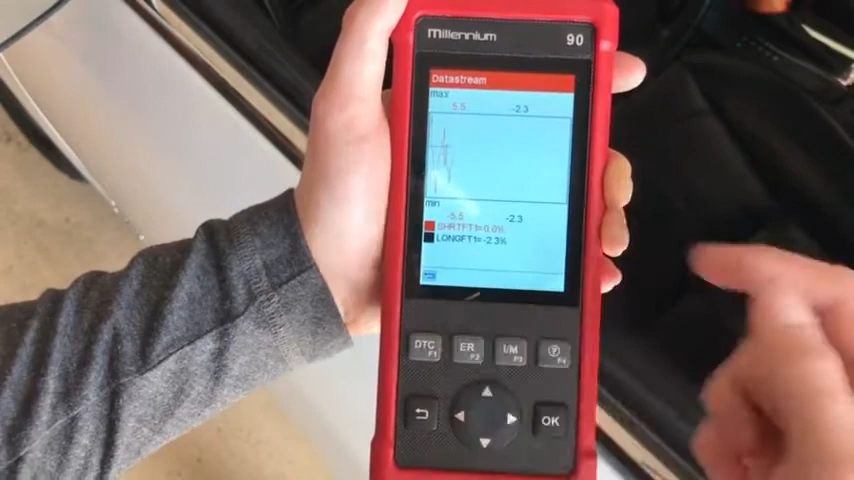 millennium 90
Datastream
max
5.5 -2.3
min
-5.5 -2.3
SHRTFT1=0.0%
LONGFT1=-2.3%
DTC F1
ER F2
I/M F3
? F4
OK